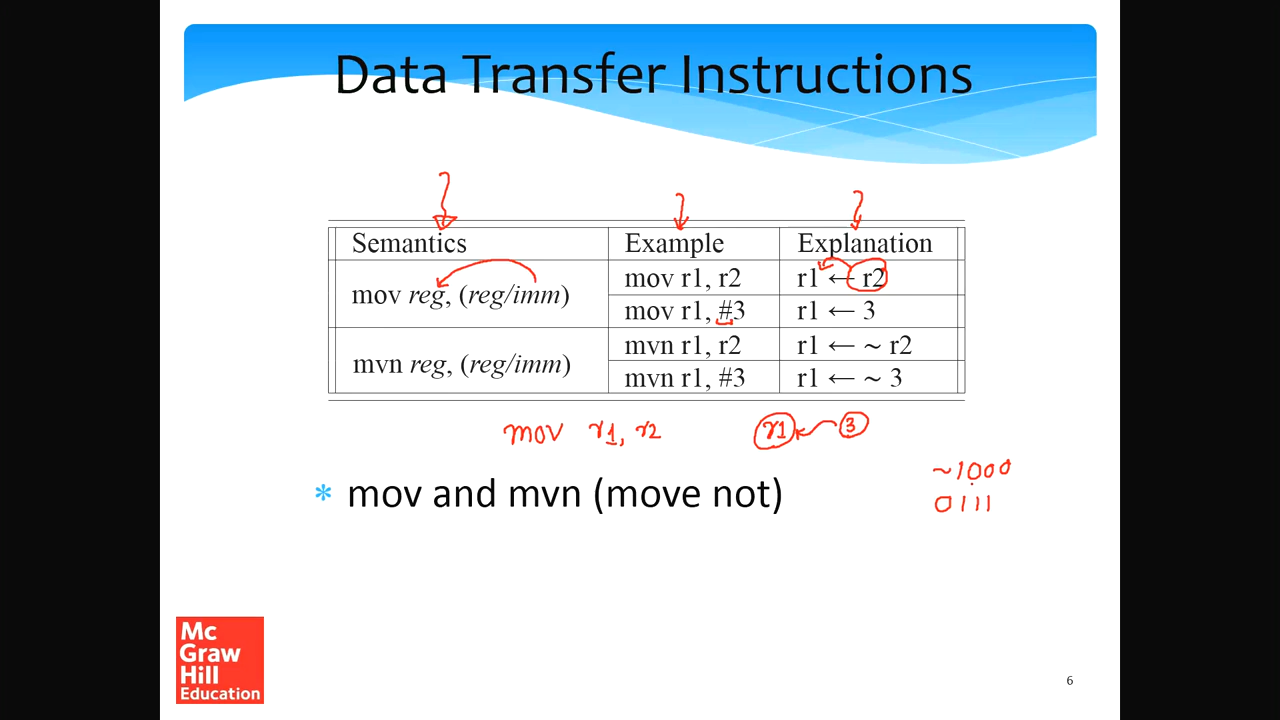 Data Transfer Instructions
Semantics Example Explanation
mov reg, (reg/imm) mov r1, r2 r1 ← r2
mov r1, #3 r1 ← 3
mvn reg, (reg/imm) mvn r1, r2 r1 ← ~ r2
mvn r1, #3 r1 ← ~ 3
mov r1, r2 r1 ← 3
~1000
0111
* mov and mvn (move not)
Mc
Graw
Hill
Education
6